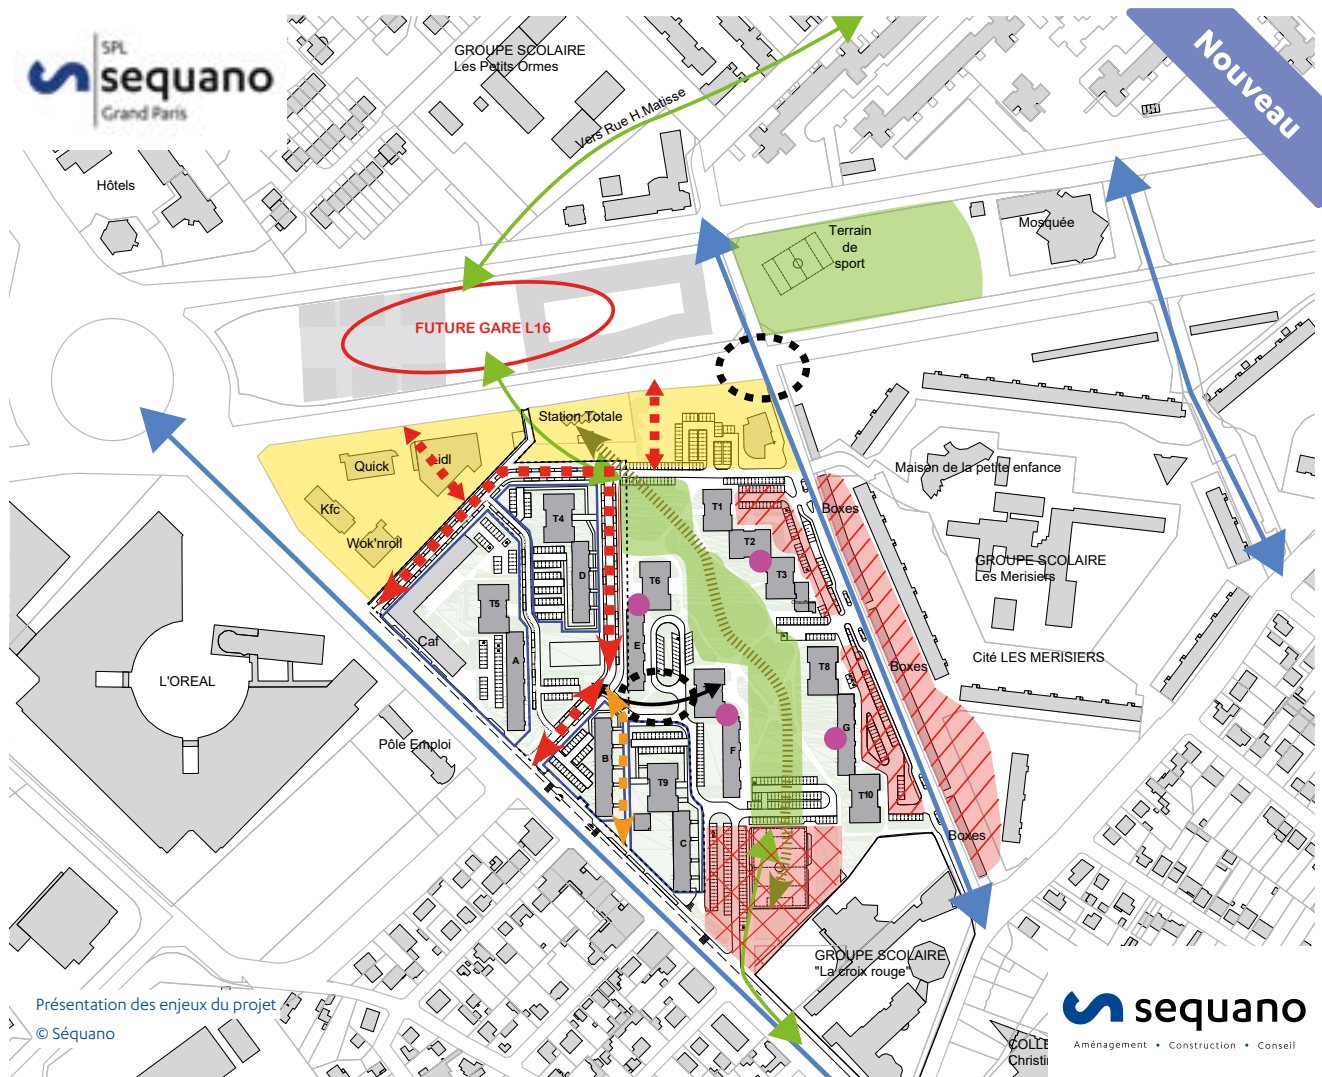 SPL
sequano
Grand Paris
Nouveau
GROUPE SCOLAIRE
Les Petits Ormes
Vers Rue H.Matisse
Hôtels
Terrain
de
sport
Mosquée
FUTURE GARE L16
Station Totale
Quick
Kfc
Wok'nroll
Maison de la petite enfance
Boxes
GROUPE SCOLAIRE
Les Merisiers
Cité LES MERISIERS
Boxes
Boxes
T1
T2
T3
T4
D
T5
A
T6
E
T8
G
F
T10
B
T9
C
Caf
L'OREAL
Pôle Emploi
GROUPE SCOLAIRE
"La croix rouge"
Présentation des enjeux du projet
© Séquano
sequano
Aménagement • Construction • Conseil